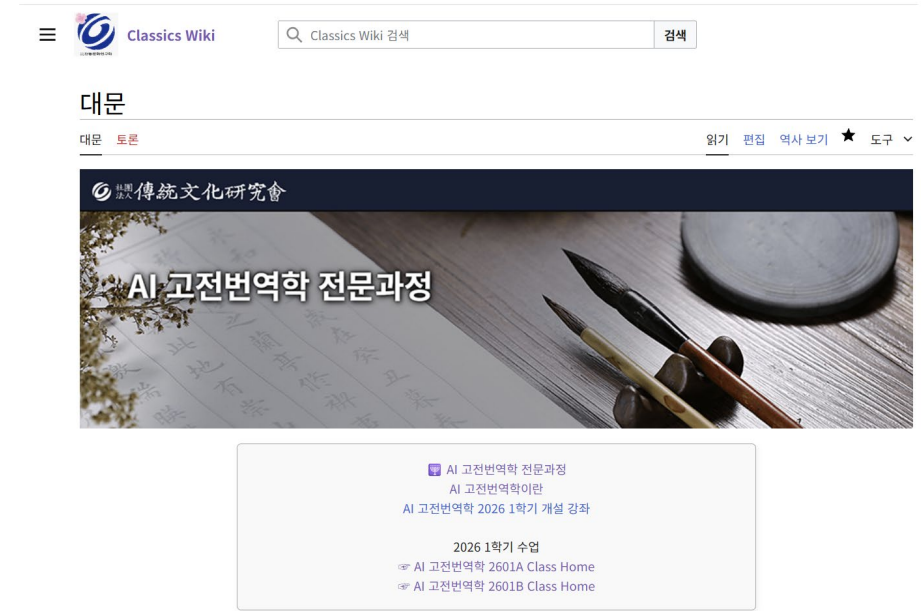 Classics Wiki
Classics Wiki 검색
검색
대문
대문 토론
읽기 편집 역사 보기 도구
社團法人 傳統文化研究會
AI 고전번역학 전문과정
AI 고전번역학 전문과정
AI 고전번역학이란
AI 고전번역학 2026 1학기 개설 강좌
2026 1학기 수업
☞ AI 고전번역학 2601A Class Home
☞ AI 고전번역학 2601B Class Home